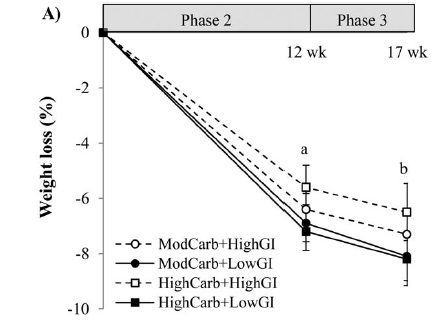 A)
Phase 2 Phase 3
12 wk 17 wk
0
-2
-4
-6
-8
-10
Weight loss (%)
a
b
ModCarb+HighGI
ModCarb+LowGI
HighCarb+HighGI
HighCarb+LowGI